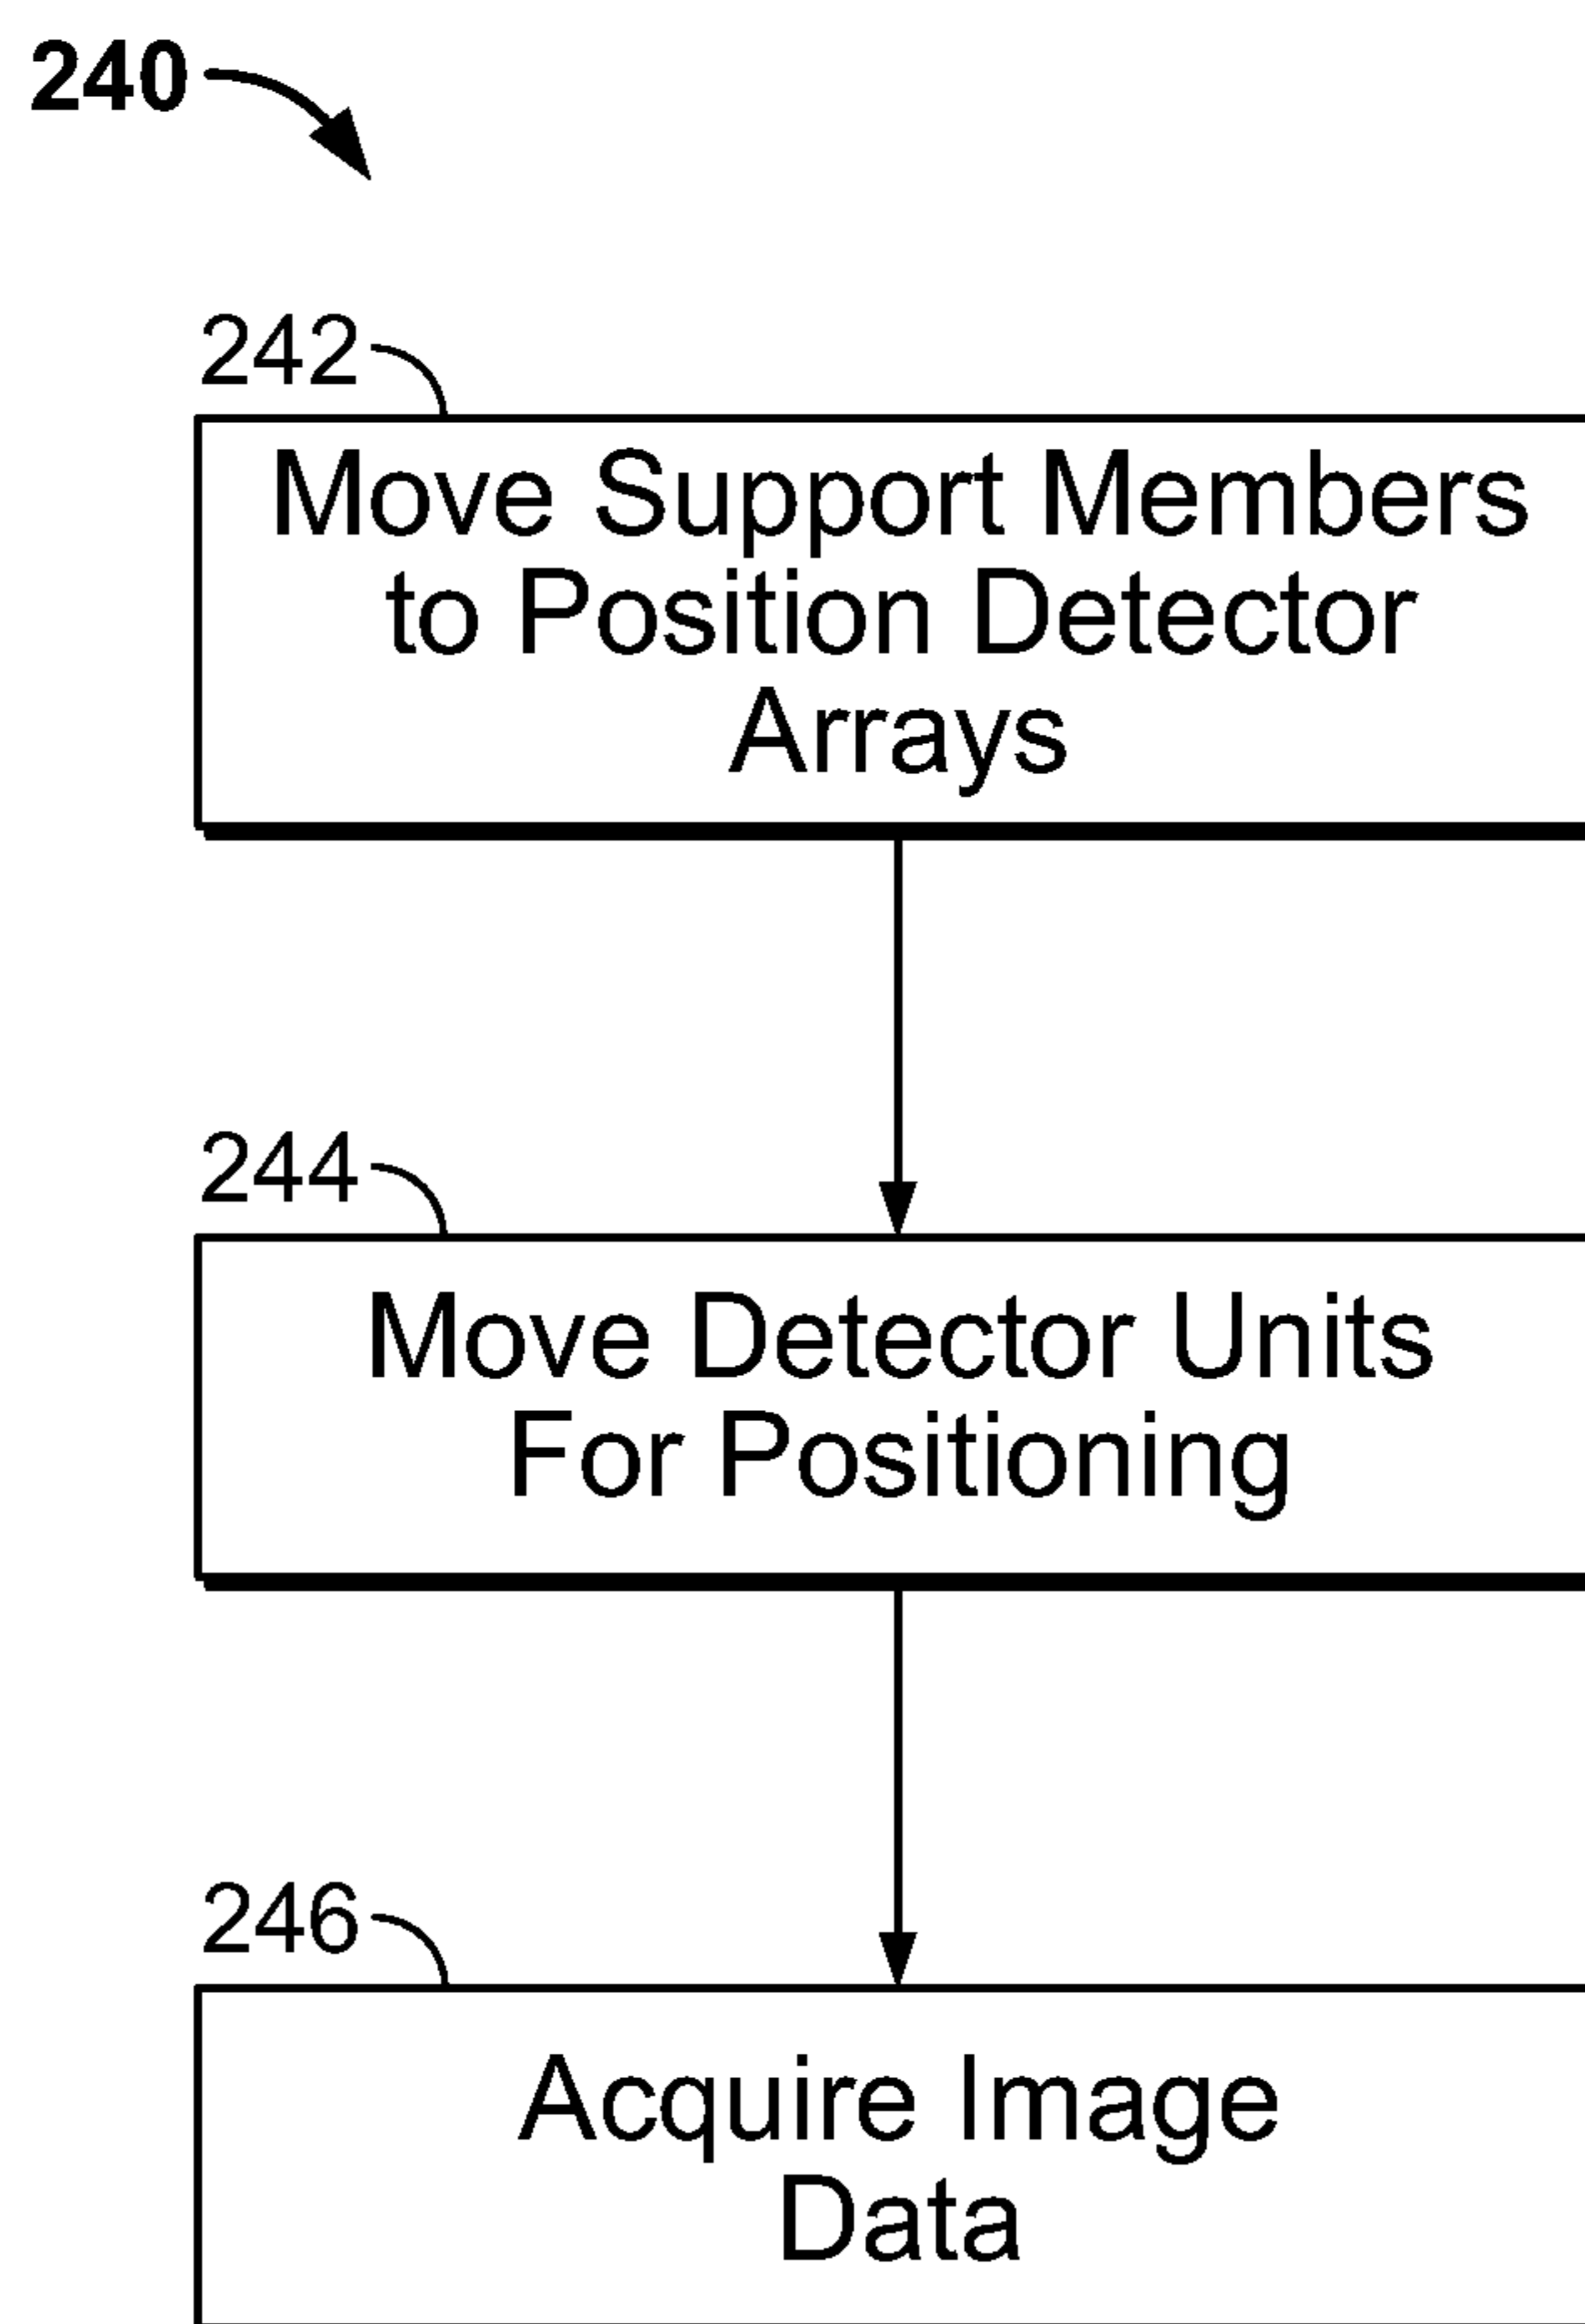 240
242
Move Support Members
to Position Detector
Arrays
244
Move Detector Units
For Positioning
246
Acquire Image
Data